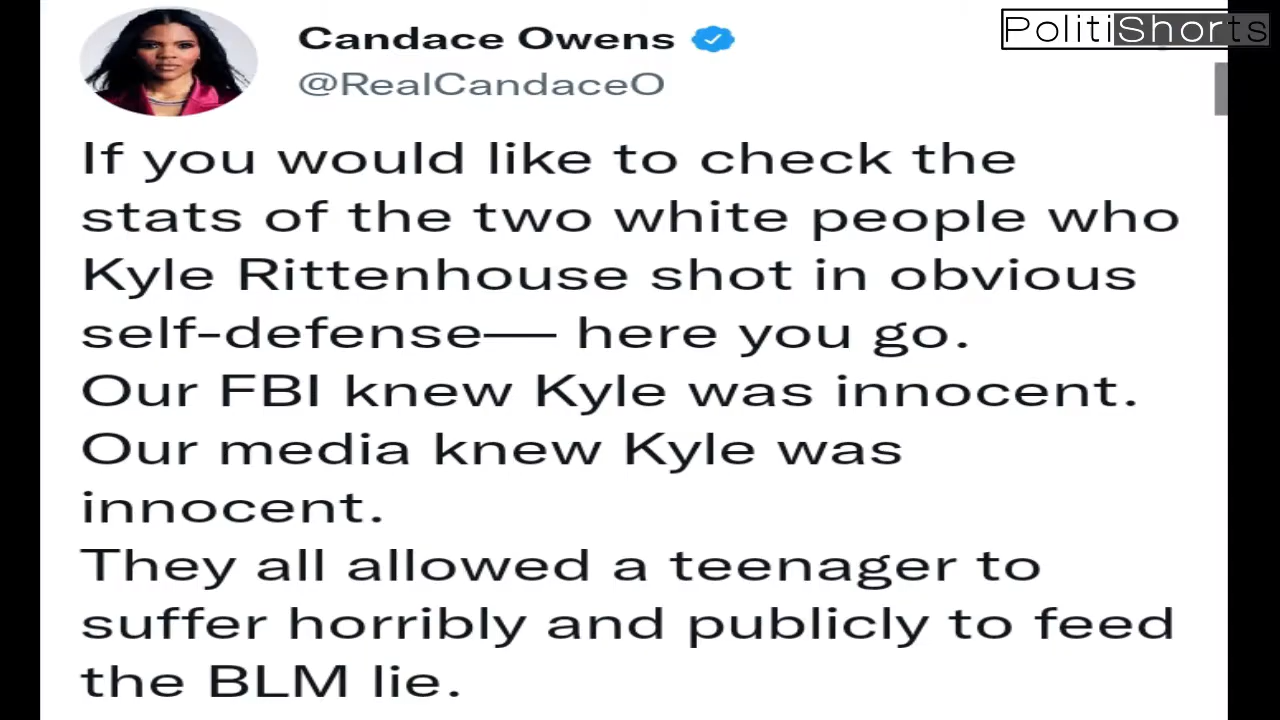 PolitiShorts
Candace Owens
@RealCandaceO
If you would like to check the
stats of the two white people who
Kyle Rittenhouse shot in obvious
self-defense— here you go.
Our FBI knew Kyle was innocent.
Our media knew Kyle was
innocent.
They all allowed a teenager to
suffer horribly and publicly to feed
the BLM lie.